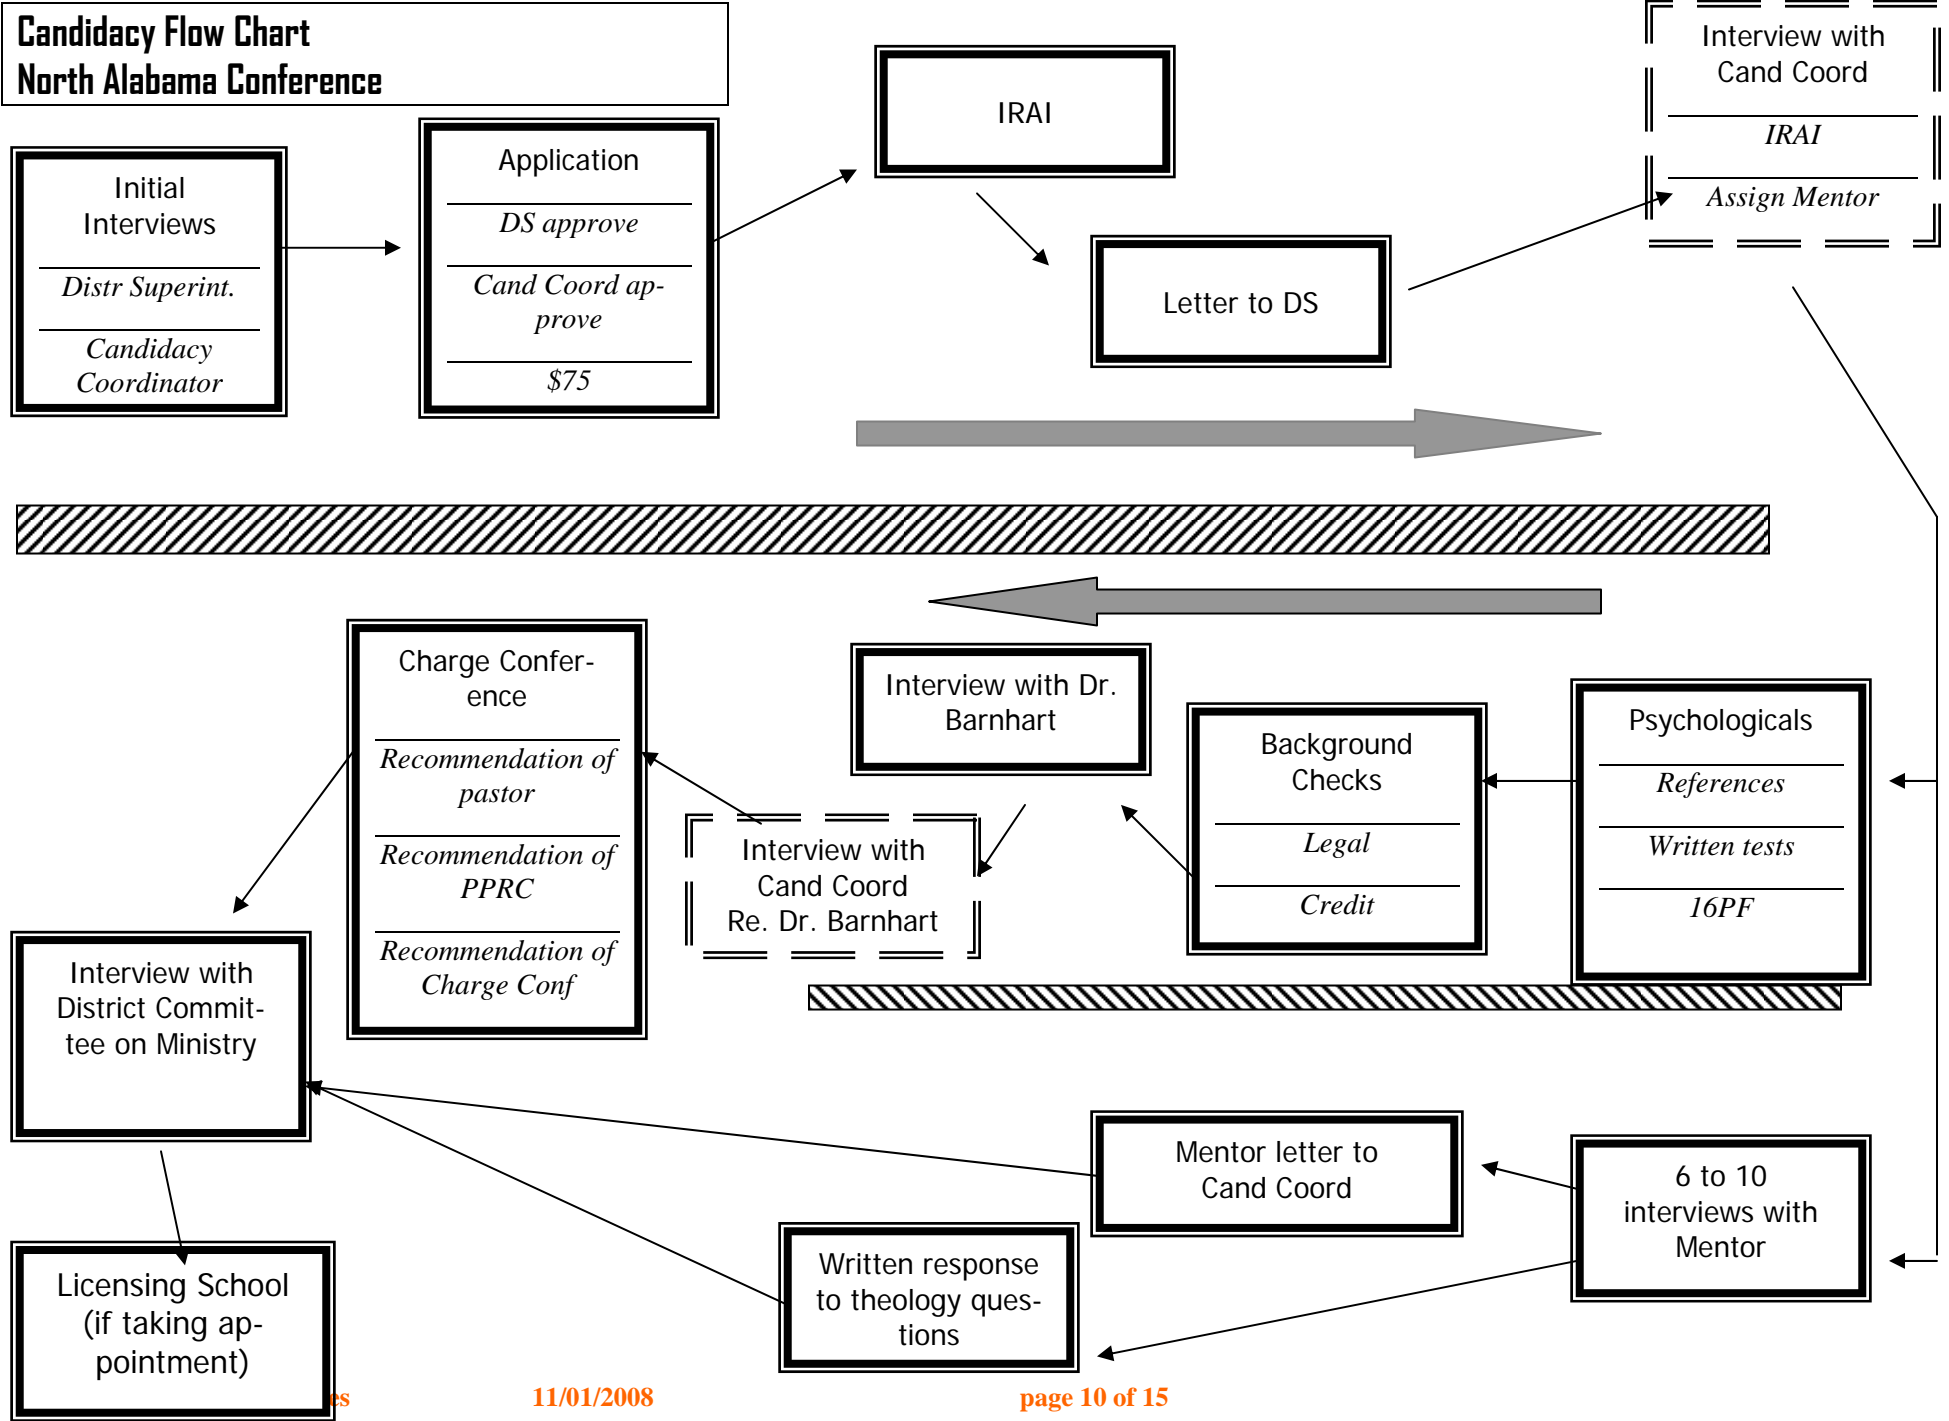 Candidacy Flow Chart
North Alabama Conference
Initial
Interviews
Distr Superint.
Candidacy
Coordinator
Application
DS approve
Cand Coord ap-
prove
$75
IRAI
Letter to DS
Interview with
Cand Coord
IRAI
Assign Mentor
Charge Confer-
ence
Recommendation of
pastor
Recommendation of
PPRC
Recommendation of
Charge Conf
Interview with Dr.
Barnhart
Interview with
Cand Coord
Re. Dr. Barnhart
Background
Checks
Legal
Credit
Psychologicals
References
Written tests
16PF
Interview with
District Commit-
tee on Ministry
Mentor letter to
Cand Coord
6 to 10
interviews with
Mentor
Written response
to theology ques-
tions
Licensing School
(if taking ap-
pointment)
11/01/2008 page 10 of 15